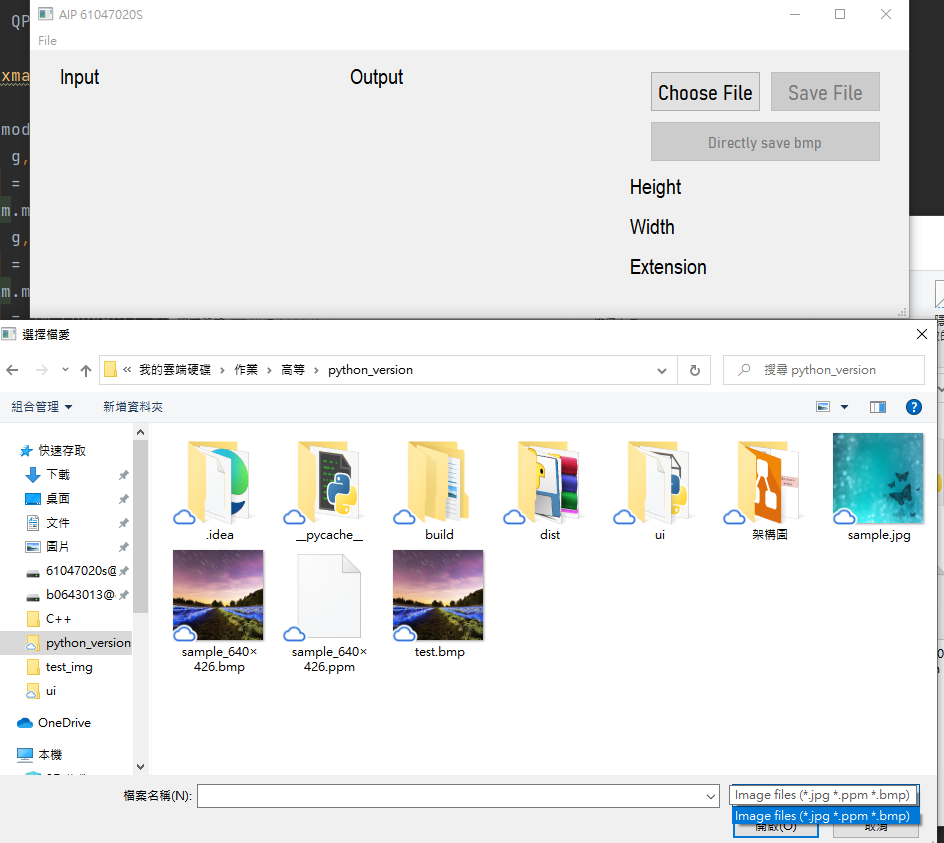 QP
AIP 61047020S
File
xma
Input
Output
Choose File
Save File
mod
Directly save bmp
g,
=
Height
m.m
Width
g,
=
Extension
m.m
=
選擇檔愛
« 我的雲端硬碟 › 作業 › 高等 › python_version
搜尋 python_version
組合管理
新增資料夾
快速存取
下載
桌面
文件
圖片
61047020s@
b0643013@
C++
python_version
test_img
ui
OneDrive
本機
.idea
__pycache__
build
dist
ui
架構圖
sample.jpg
sample_640×
426.bmp
sample_640×
426.ppm
test.bmp
檔案名稱(N):
Image files (*.jpg *.ppm *.bmp)
Image files (*.jpg *.ppm *.bmp)
開啟(O)
取消